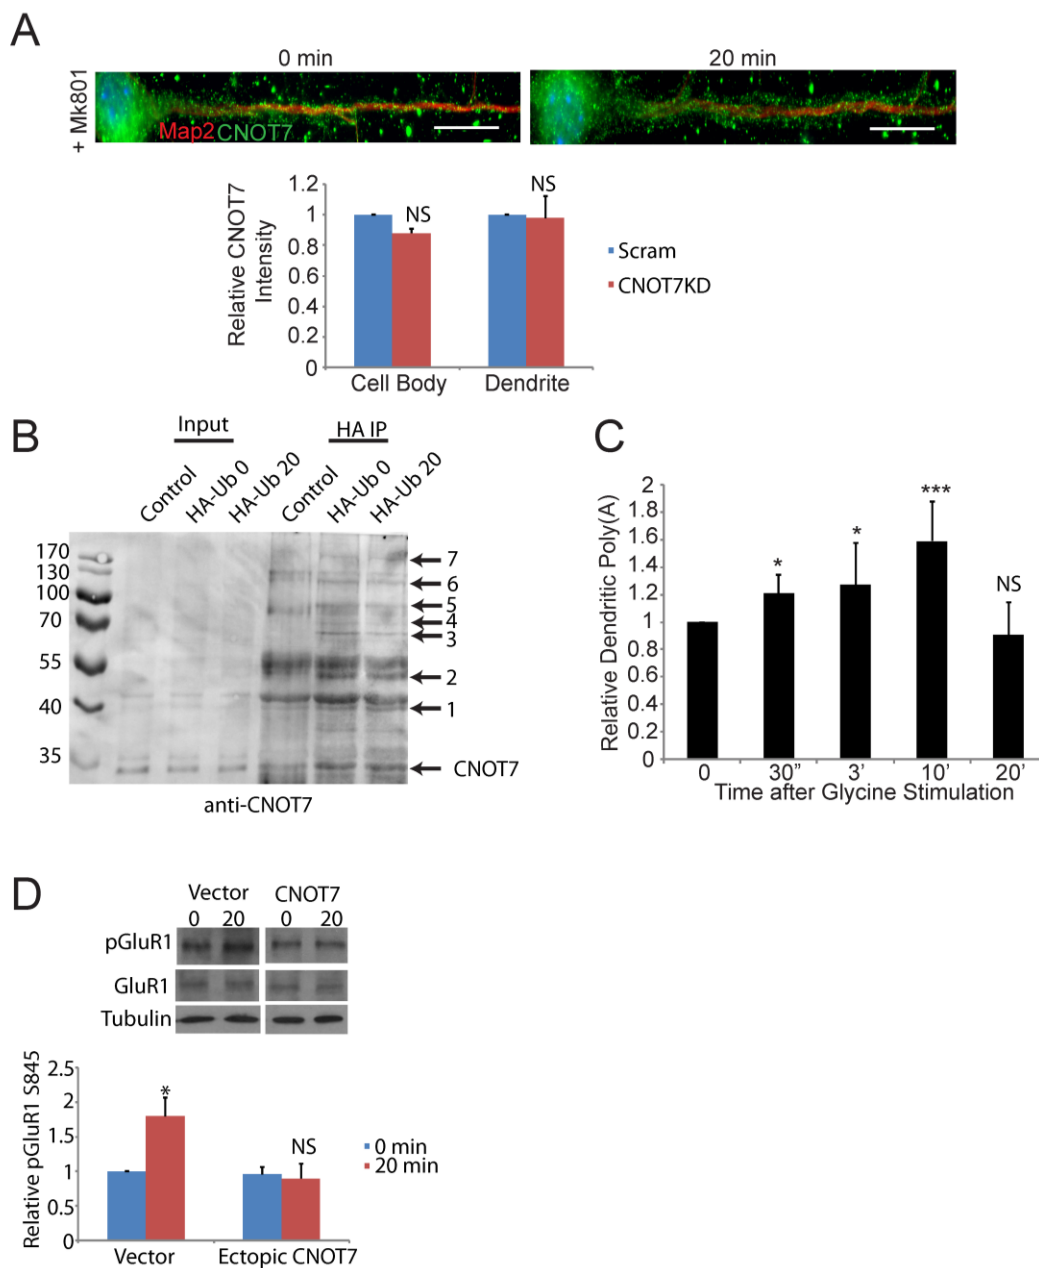 A
0 min
20 min
+ Mk801
Map2 CNOT7
Relative CNOT7
Intensity
1.2
1
0.8
0.6
0.4
0.2
0
NS
NS
Cell Body
Dendrite
Scram
CNOT7KD
B
Input
HA IP
Control
HA-Ub 0
HA-Ub 20
Control
HA-Ub 0
HA-Ub 20
170
130
100
70
55
40
35
7
6
5
4
3
2
1
CNOT7
anti-CNOT7
C
Relative Dendritic Poly(A)
2
1.8
1.6
1.4
1.2
1
0.8
0.6
0.4
0.2
0
*
*
***
NS
0
30"
3'
10'
20'
Time after Glycine Stimulation
D
Vector
CNOT7
0
20
0
20
pGluR1
GluR1
Tubulin
Relative pGluR1 S845
2.5
2
1.5
1
0.5
0
*
NS
0 min
20 min
Vector
Ectopic CNOT7